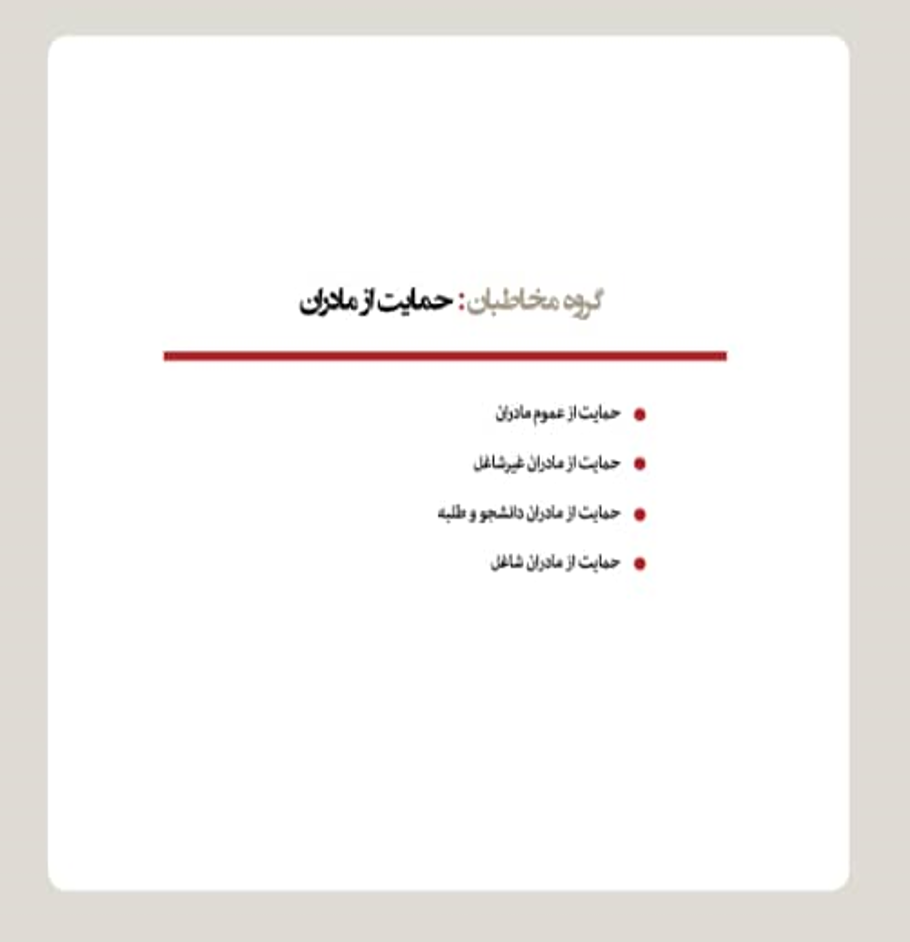 گروه مخاطبان: حمایت از مادران
حمایت از عموم مادران
حمایت از مادران غیرشاغل
حمایت از مادران دانشجو و طلبه
حمایت از مادران شاغل